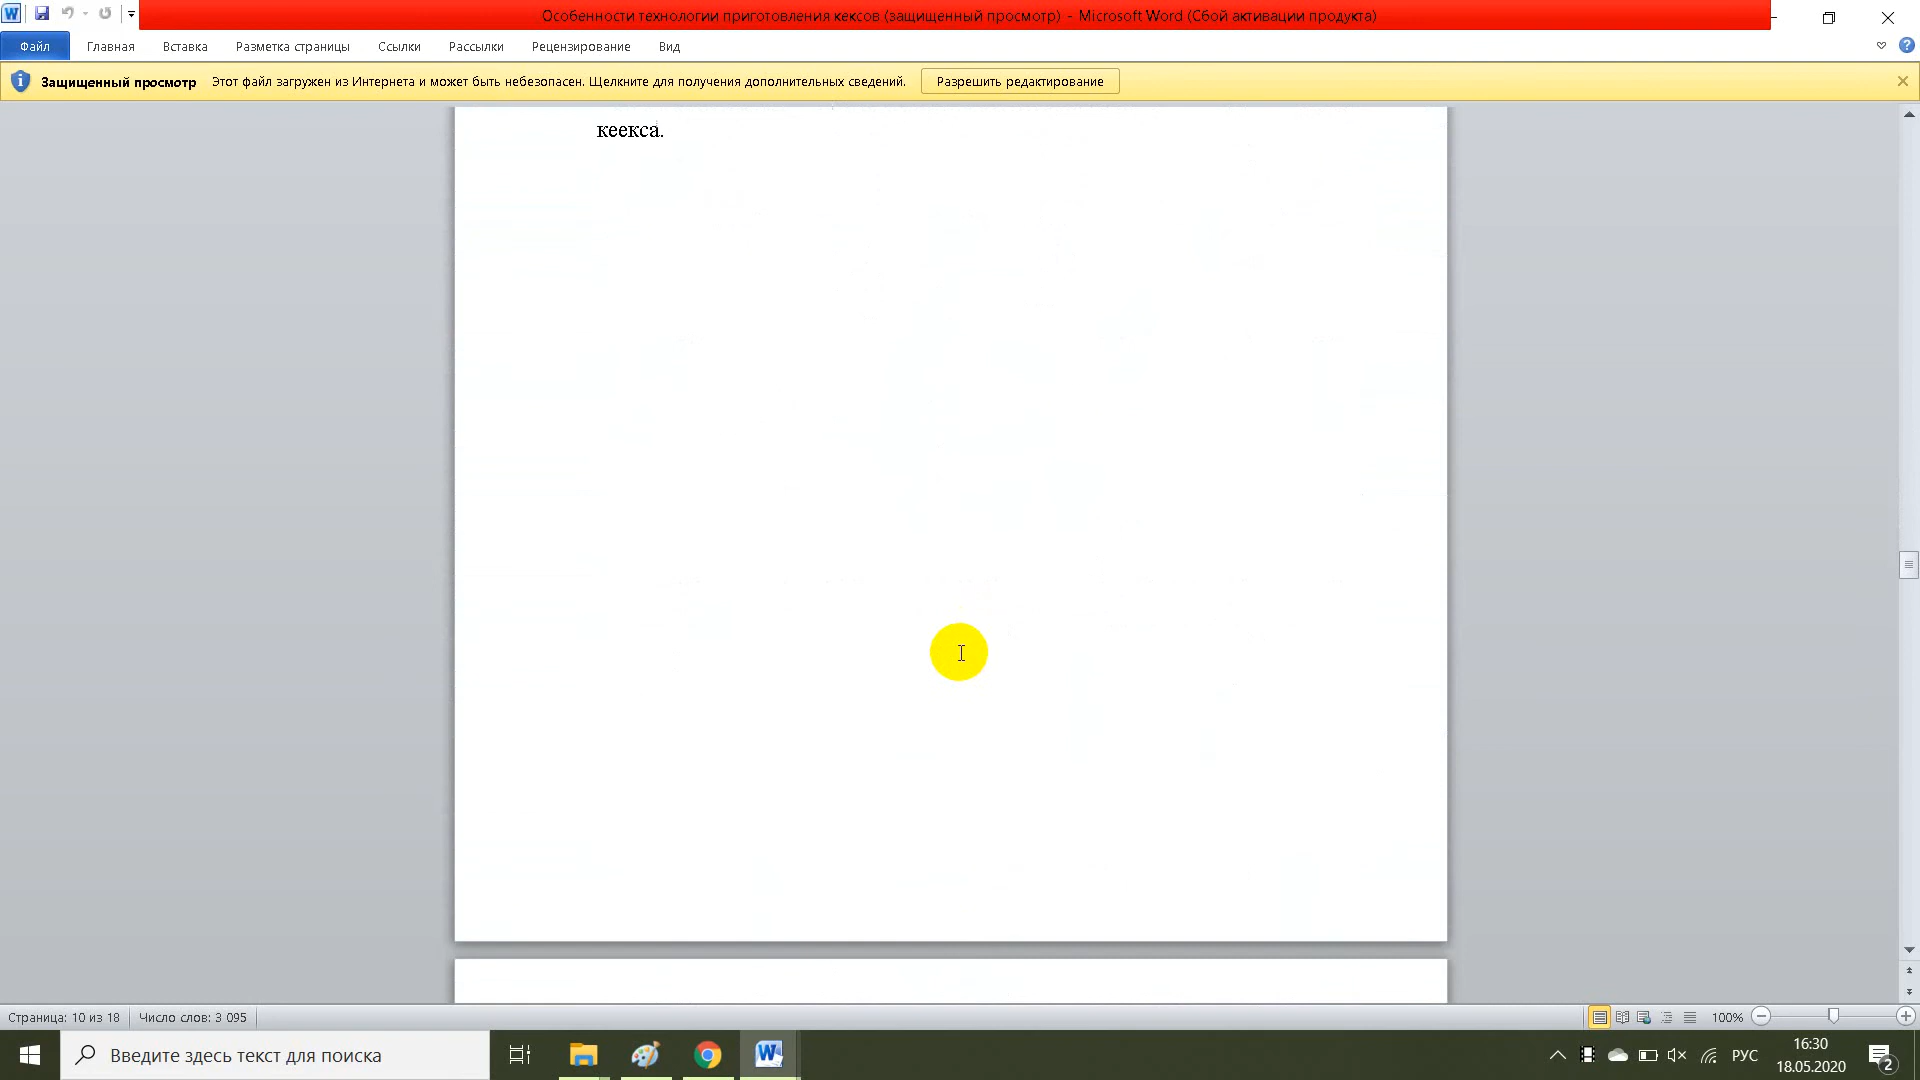 Особенности технологии приготовления кексов (защищенный просмотр) - Microsoft Word (Сбой активации продукта)
Файл Главная Вставка Разметка страницы Ссылки Рассылки Рецензирование Вид
Защищенный просмотр Этот файл загружен из Интернета и может быть небезопасен. Щелкните для получения дополнительных сведений. Разрешить редактирование
кеекса.
Страница: 10 из 18 Число слов: 3 095 100%
Введите здесь текст для поиска РУС 16:30
18.05.2020 2